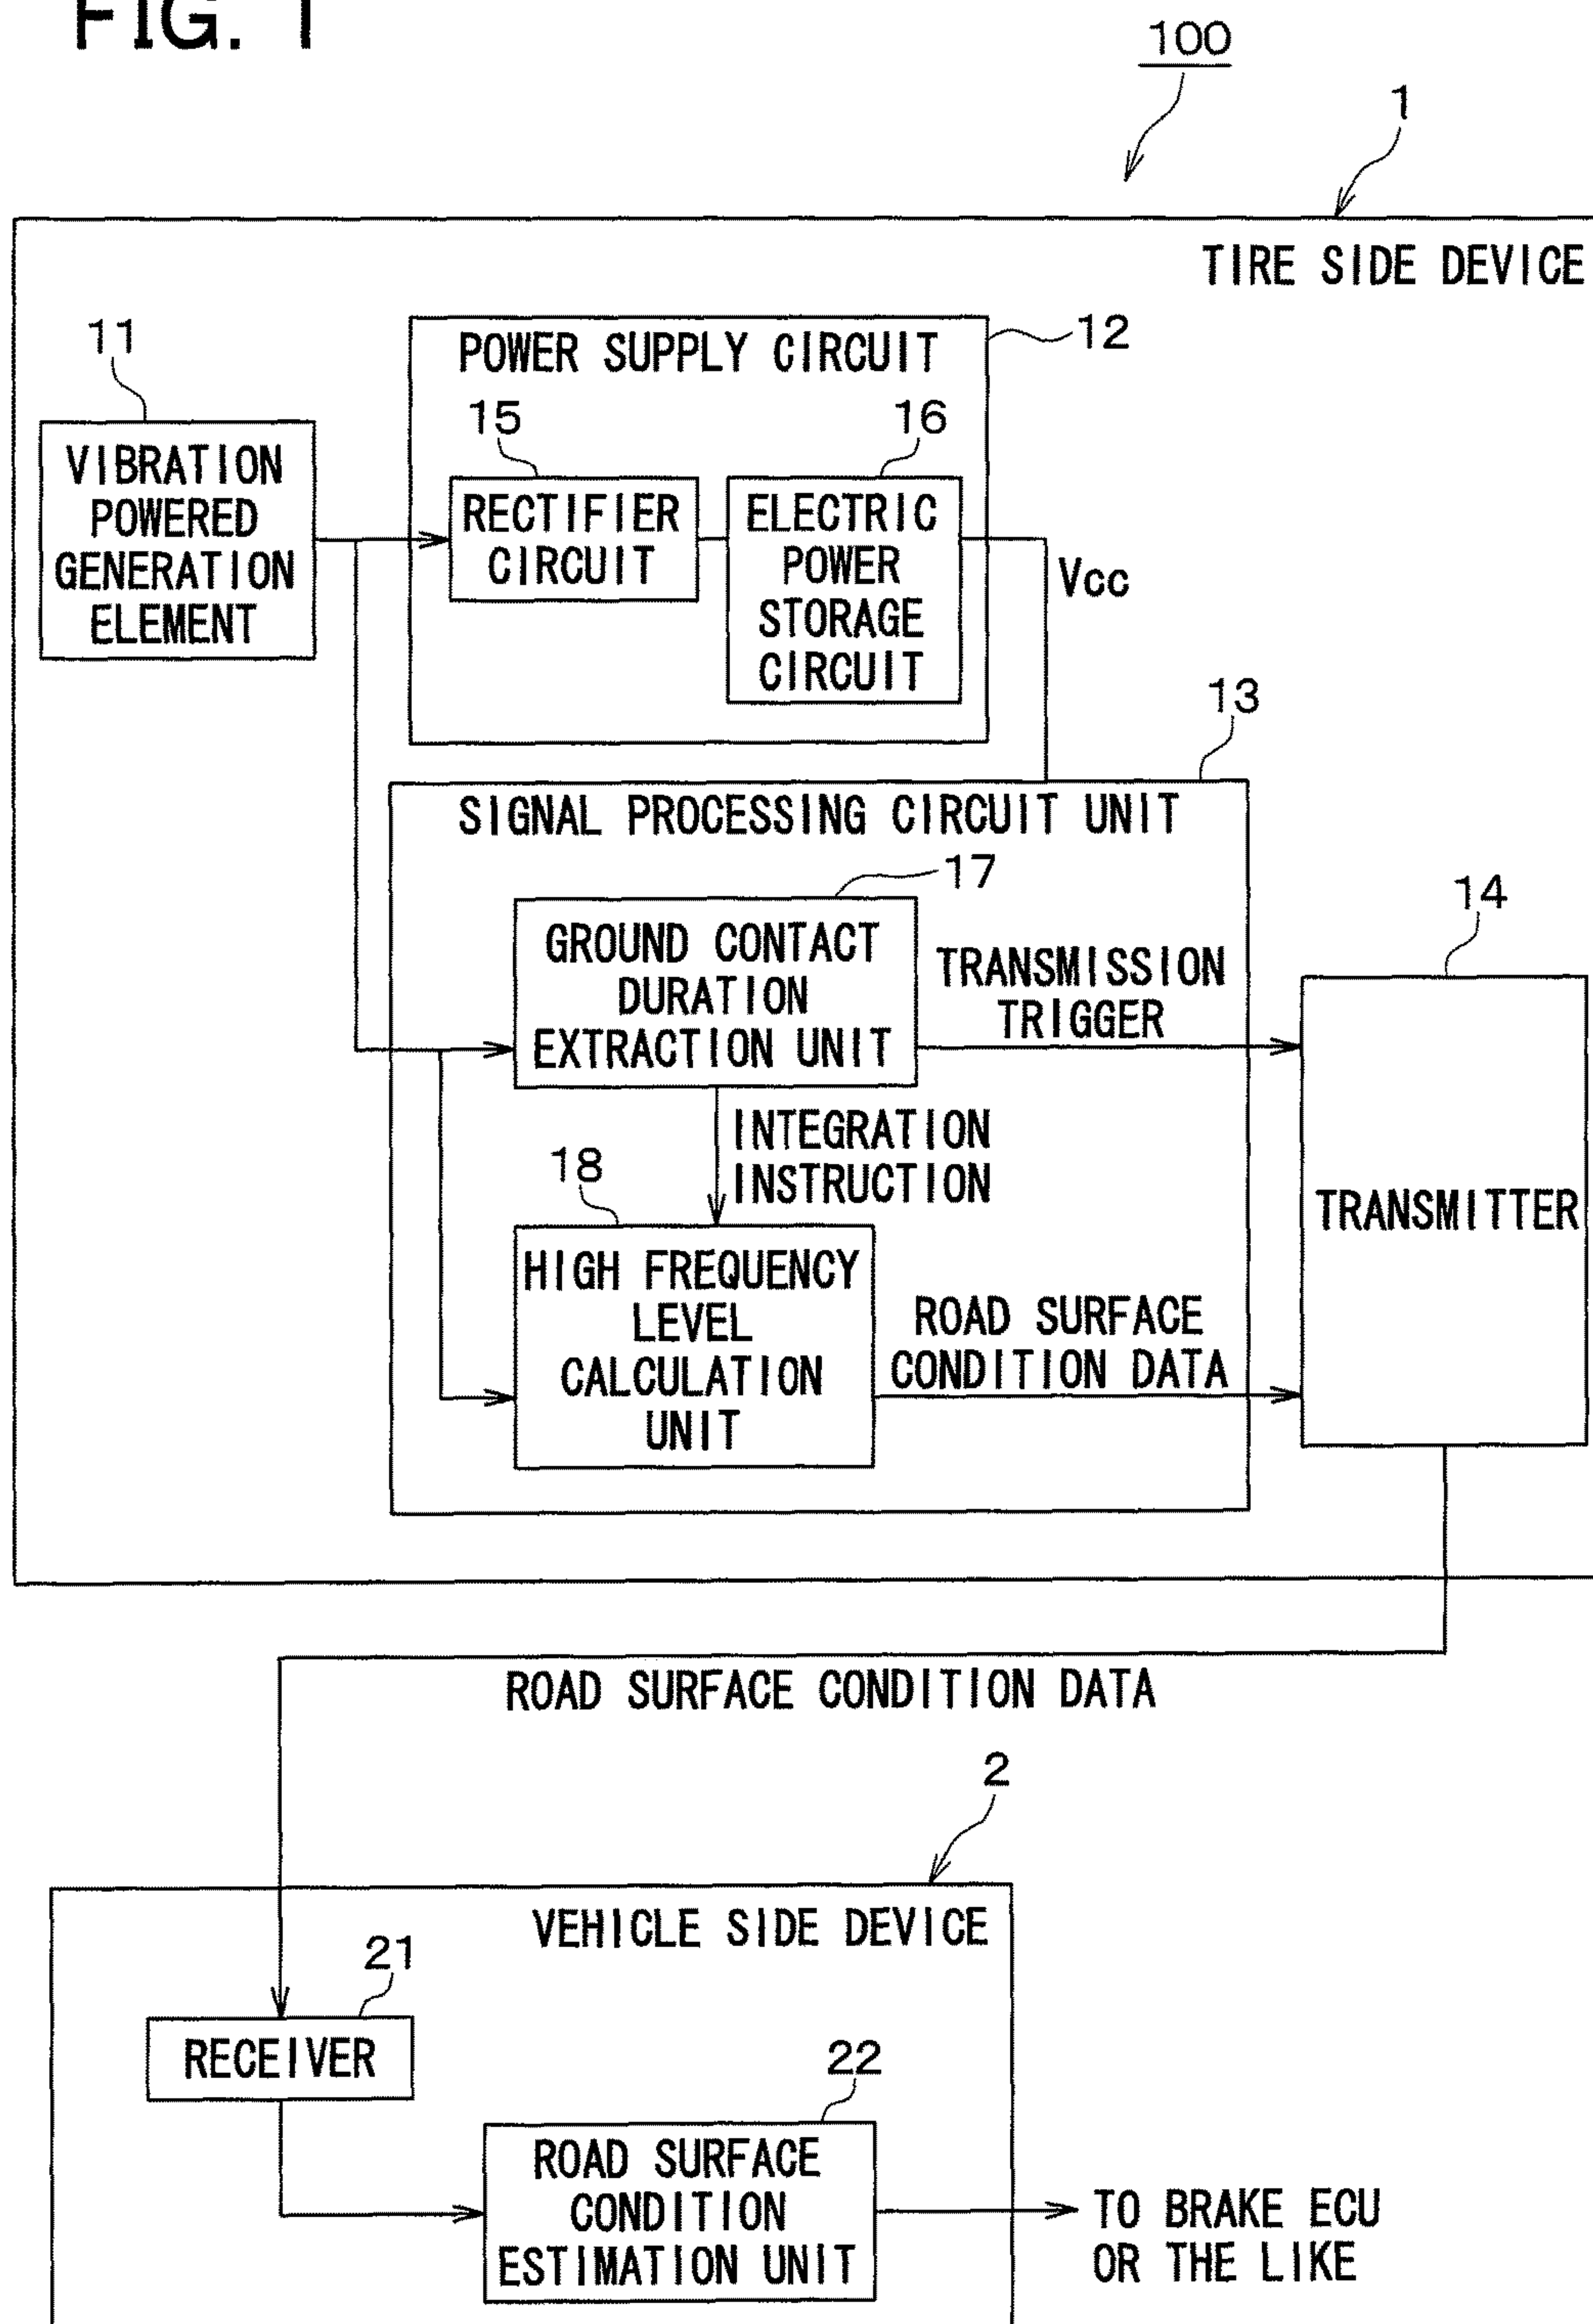 FIG. 1
100
1
TIRE SIDE DEVICE
11
VIBRATION
POWERED
GENERATION
ELEMENT
POWER SUPPLY CIRCUIT
12
15
RECTIFIER
CIRCUIT
16
ELECTRIC
POWER
STORAGE
CIRCUIT
Vcc
13
SIGNAL PROCESSING CIRCUIT UNIT
17
GROUND CONTACT
DURATION
EXTRACTION UNIT
TRANSMISSION
TRIGGER
14
TRANSMITTER
INTEGRATION
INSTRUCTION
18
HIGH FREQUENCY
LEVEL
CALCULATION
UNIT
ROAD SURFACE
CONDITION DATA
ROAD SURFACE CONDITION DATA
2
VEHICLE SIDE DEVICE
21
RECEIVER
22
ROAD SURFACE
CONDITION
ESTIMATION UNIT
TO BRAKE ECU
OR THE LIKE